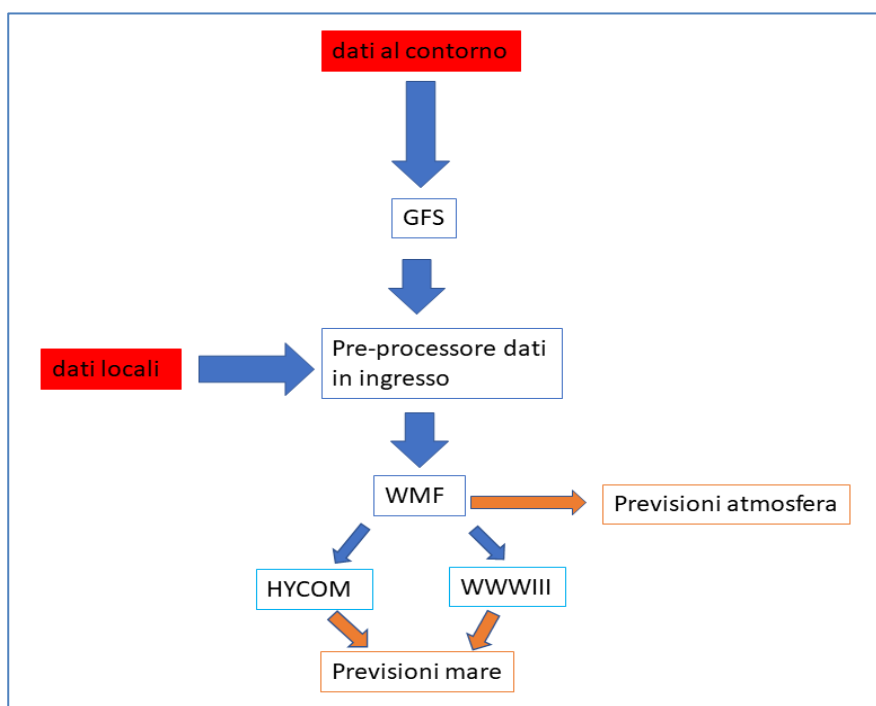 dati al contorno
GFS
dati locali
Pre-processore dati
in ingresso
WMF
Previsioni atmosfera
HYCOM
WWWIII
Previsioni mare